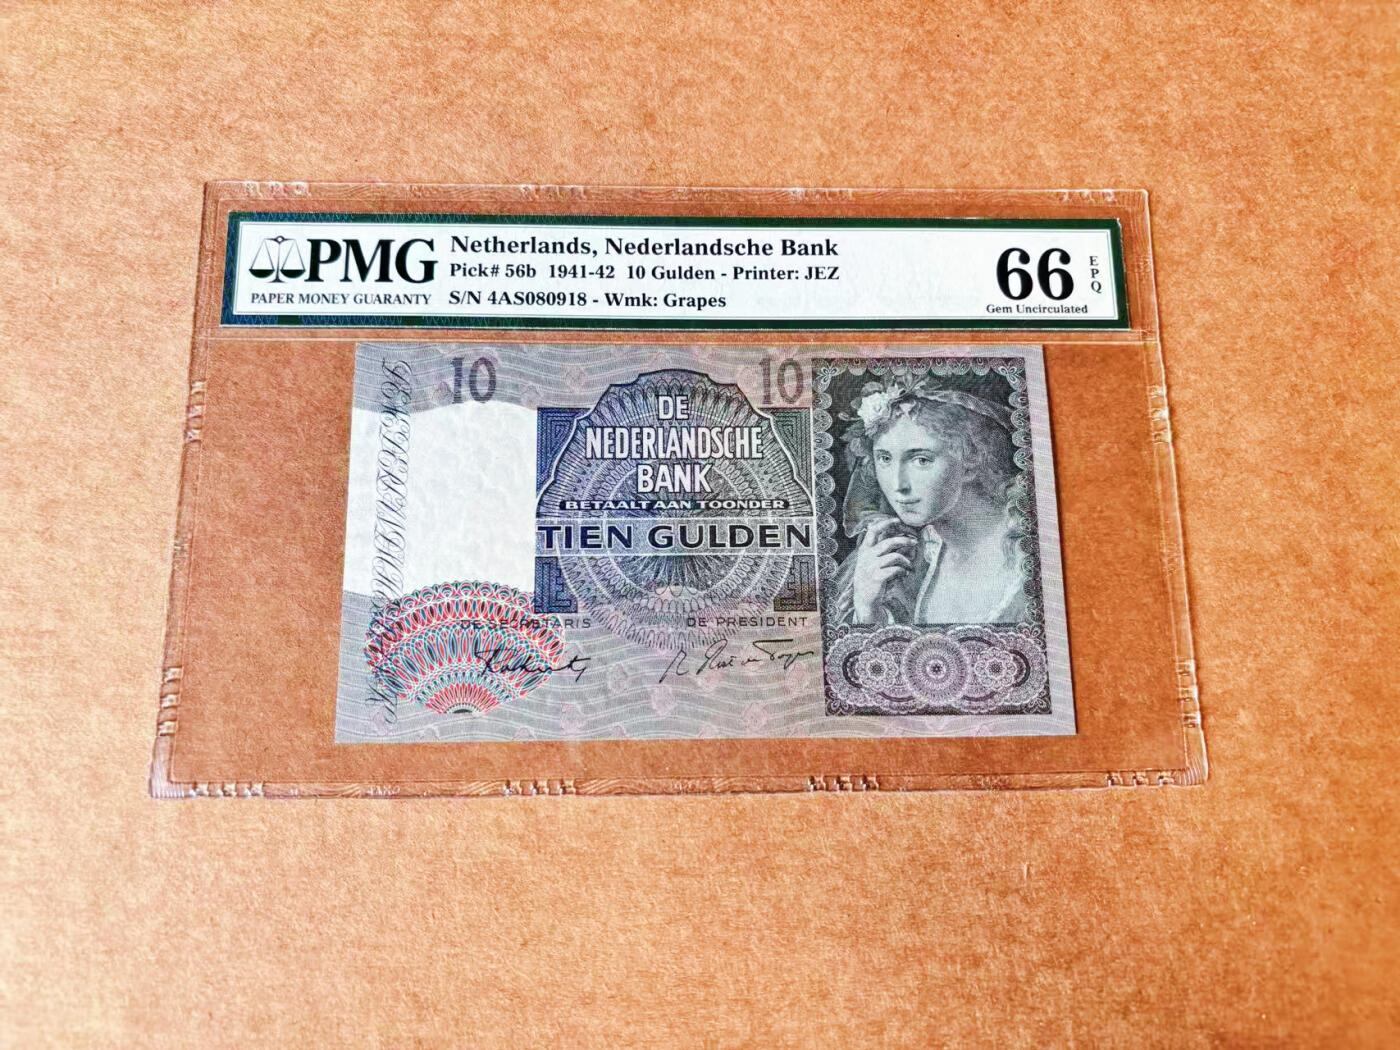 PMG
PAPER MONEY GUARANTY
Netherlands, Nederlandsche Bank
Pick# 56b 1941-42 10 Gulden - Printer: JEZ
S/N 4AS080918 - Wmk: Grapes
66
EPQ
Gem Uncirculated
10
10
DE
NEDERLANDSCHE
BANK
BETAALT AAN TOONDER
TIEN GULDEN
DE SECRETARIS
DE PRESIDENT